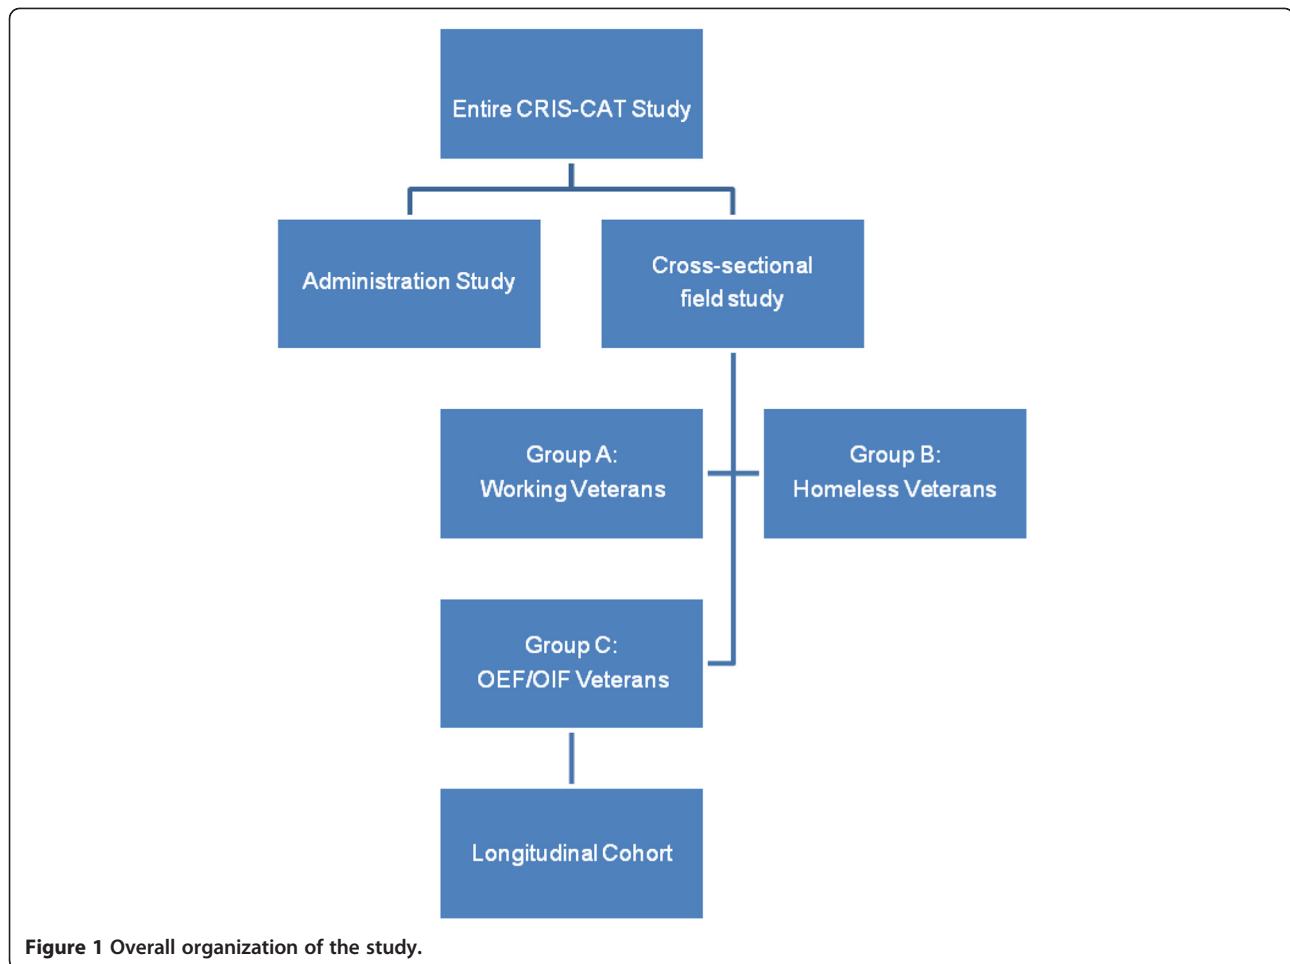 Entire CRIS-CAT Study
Administration Study
Cross-sectional
field study
Group A:
Working Veterans
Group B:
Homeless Veterans
Group C:
OEF/OIF Veterans
Longitudinal Cohort
Figure 1 Overall organization of the study.